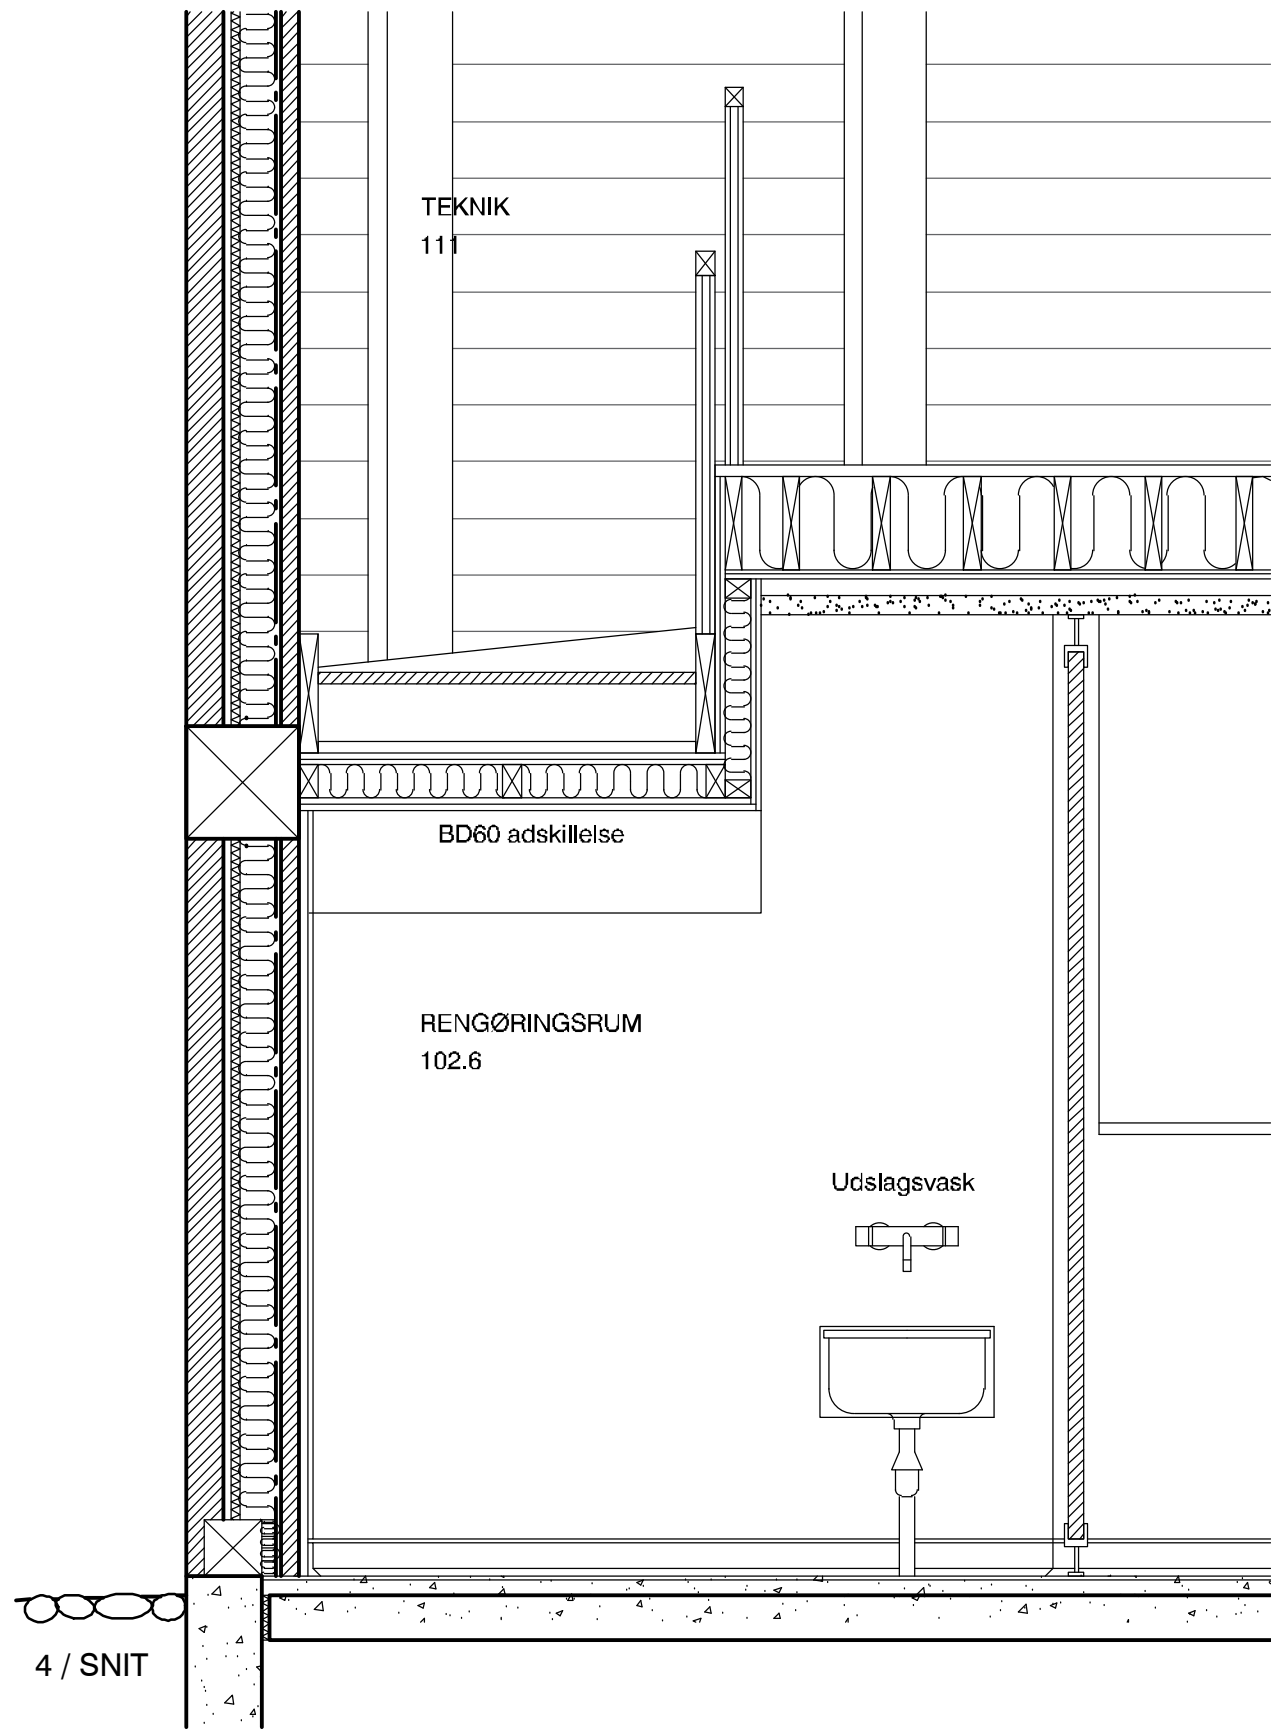 TEKNIK
111
BD60 adskillelse
RENGØRINGSRUM
102.6
Udslagsvask
4 / SNIT